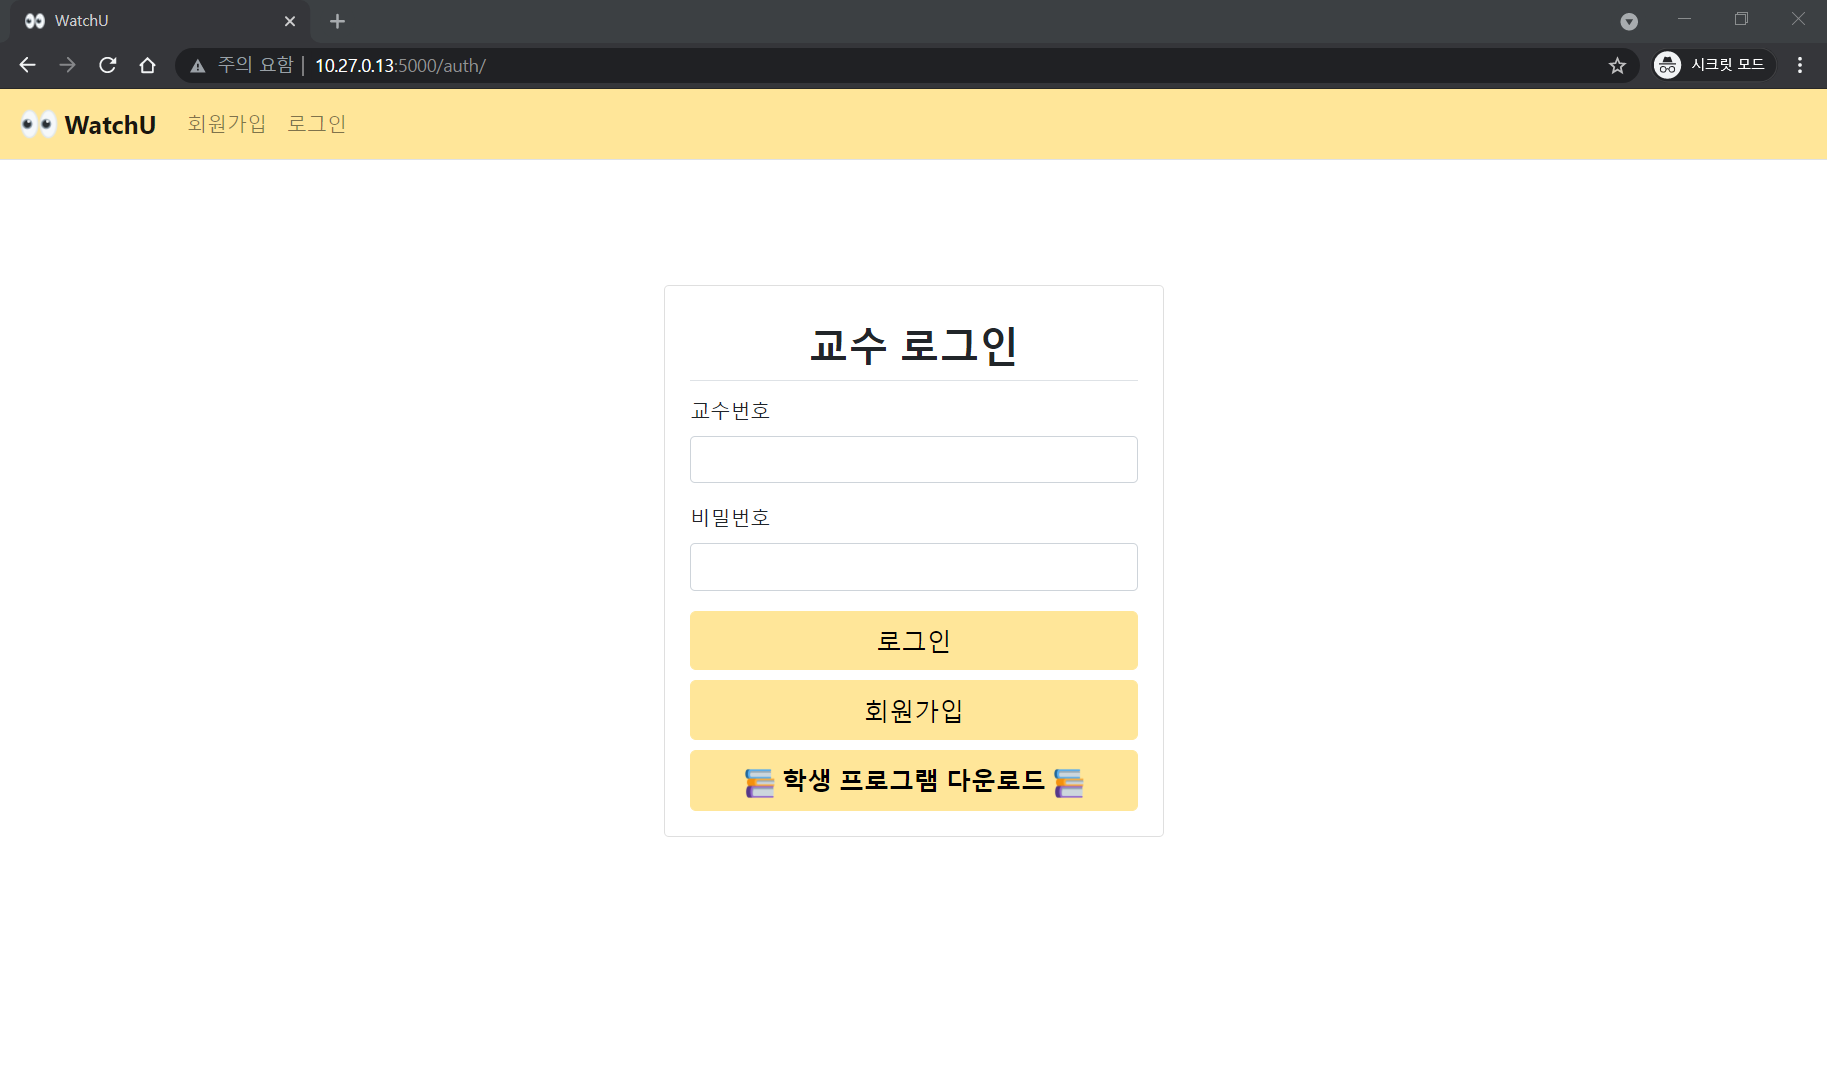 WatchU
주의 요함 | 10.27.0.13:5000/auth/
시크릿 모드
WatchU 회원가입 로그인
교수 로그인
교수번호
비밀번호
로그인
회원가입
학생 프로그램 다운로드